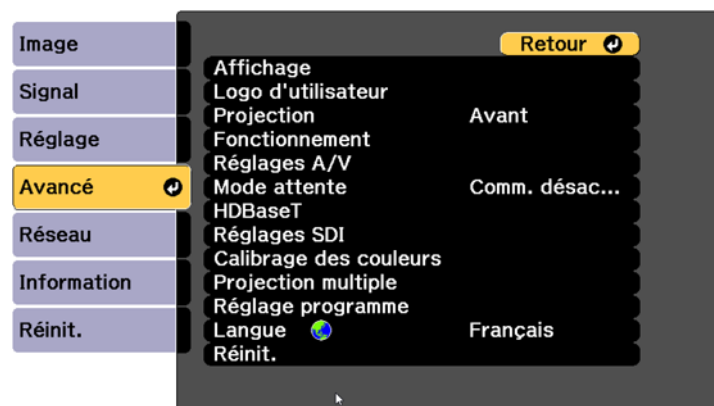 Image
Signal
Réglage
Avancé
Réseau
Information
Réinit.
Retour
Affichage
Logo d'utilisateur
Projection Avant
Fonctionnement
Réglages A/V
Mode attente Comm. désac...
HDBaseT
Réglages SDI
Calibrage des couleurs
Projection multiple
Réglage programme
Langue Français
Réinit.